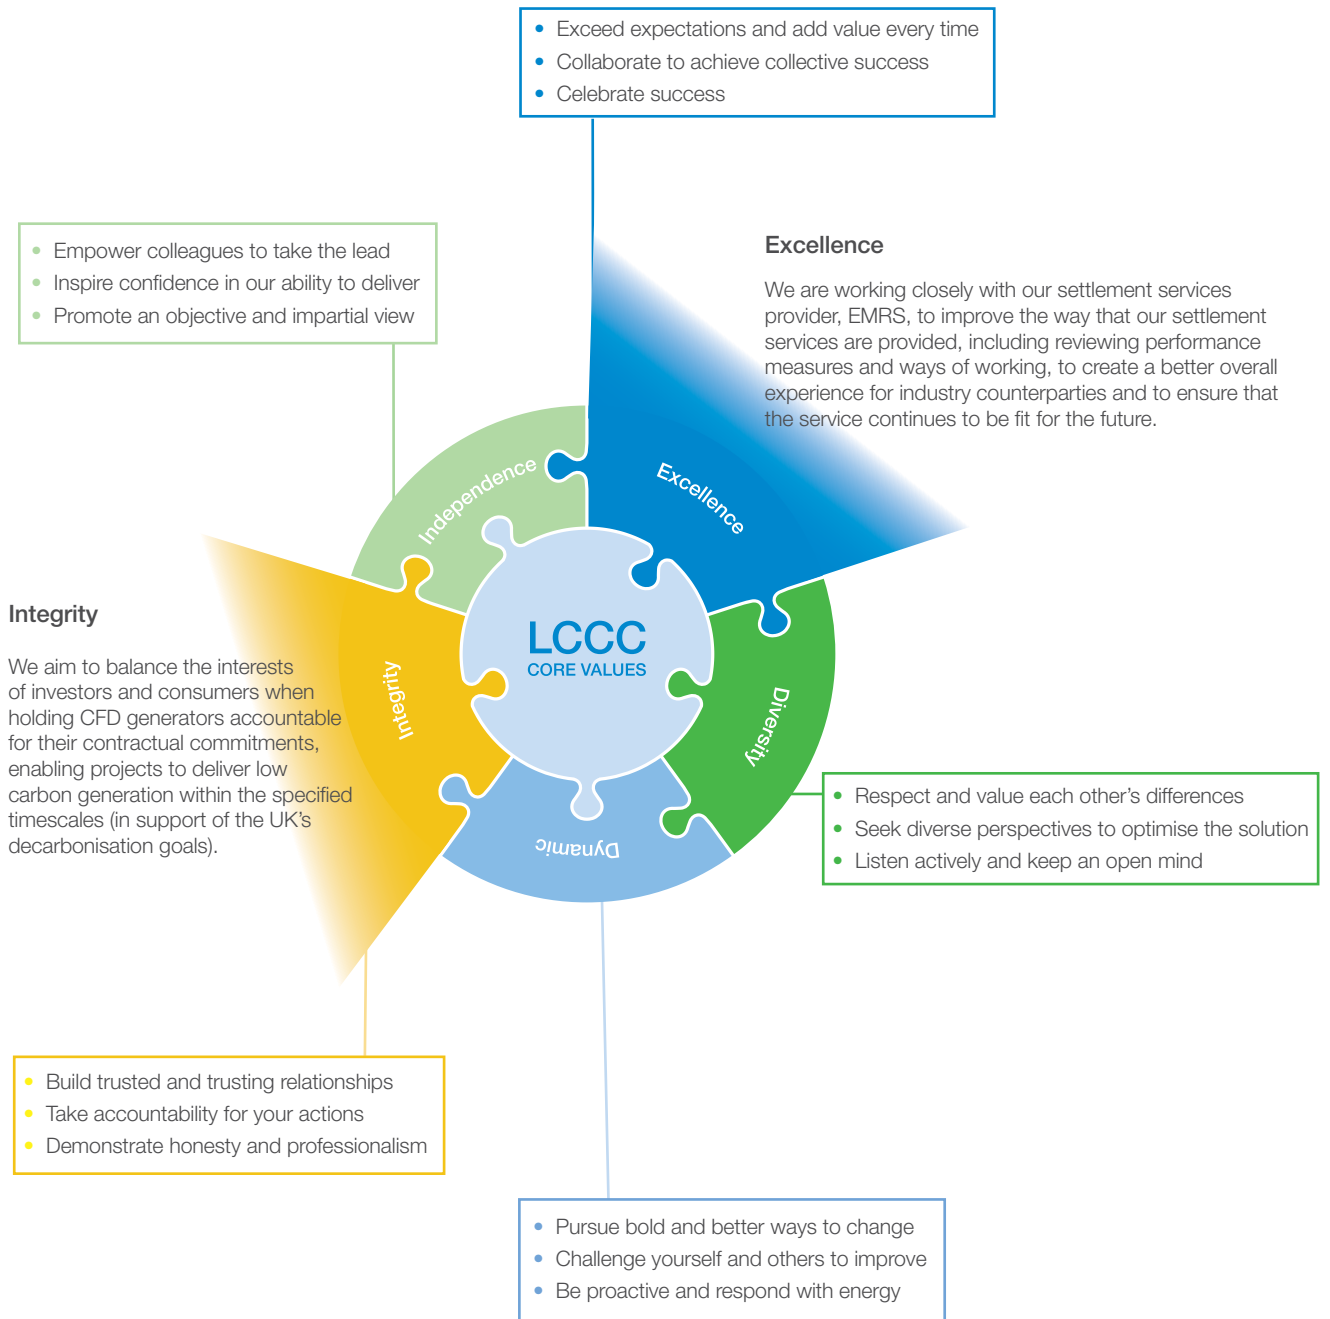 • Exceed expectations and add value every time
• Collaborate to achieve collective success
• Celebrate success
• Empower colleagues to take the lead
• Inspire confidence in our ability to deliver
• Promote an objective and impartial view
Excellence
We are working closely with our settlement services
provider, EMRS, to improve the way that our settlement
services are provided, including reviewing performance
measures and ways of working, to create a better overall
experience for industry counterparties and to ensure that
the service continues to be fit for the future.
Independence
Excellence
Integrity
We aim to balance the interests
of investors and consumers when
holding CFD generators accountable
for their contractual commitments,
enabling projects to deliver low
carbon generation within the specified
timescales (in support of the UK's
decarbonisation goals).
LCCC
CORE VALUES
Integrity
Diversity
Dynamic
• Respect and value each other's differences
• Seek diverse perspectives to optimise the solution
• Listen actively and keep an open mind
• Build trusted and trusting relationships
• Take accountability for your actions
• Demonstrate honesty and professionalism
• Pursue bold and better ways to change
• Challenge yourself and others to improve
• Be proactive and respond with energy